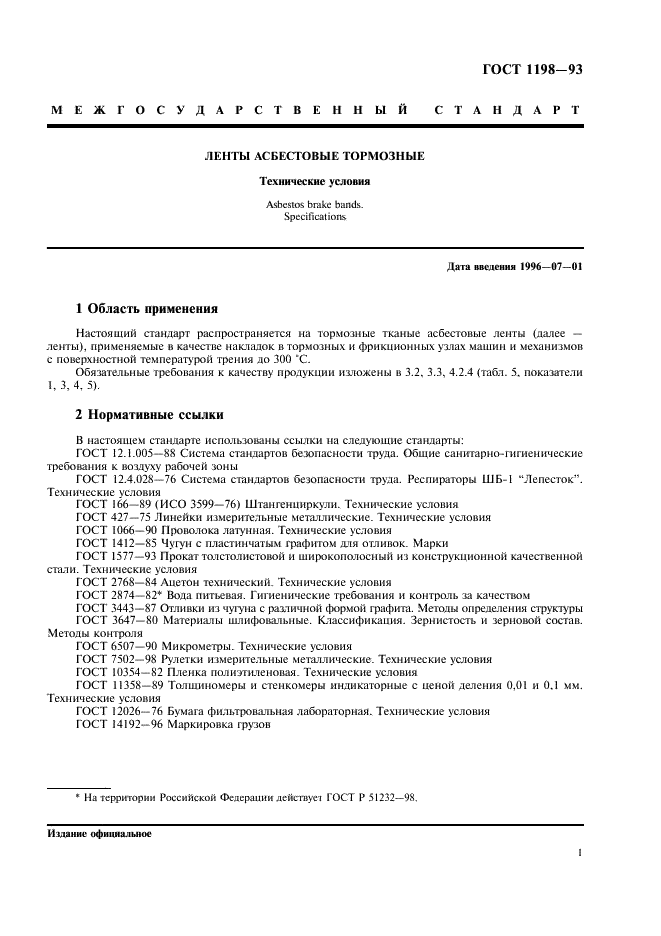 ГОСТ 1198—93
МЕЖГОСУДАРСТВЕННЫЙ СТАНДАРТ
ЛЕНТЫ АСБЕСТОВЫЕ ТОРМОЗНЫЕ
Технические условия
Asbestos brake bands.
Specifications
Дата введения 1996—07—01
1 Область применения
Настоящий стандарт распространяется на тормозные тканые асбестовые ленты (далее —
ленты), применяемые в качестве накладок в тормозных и фрикционных узлах машин и механизмов
с поверхностной температурой трения до 300 °С.
Обязательные требования к качеству продукции изложены в 3.2, 3.3, 4.2.4 (табл. 5, показатели
1, 3, 4, 5).
2 Нормативные ссылки
В настоящем стандарте использованы ссылки на следующие стандарты:
ГОСТ 12.1.005—88 Система стандартов безопасности труда. Общие санитарно-гигиенические
требования к воздуху рабочей зоны
ГОСТ 12.4.028—76 Система стандартов безопасности труда. Респираторы ШБ-1 “Лепесток”.
Технические условия
ГОСТ 166—89 (ИСО 3599—76) Штангенциркули. Технические условия
ГОСТ 427—75 Линейки измерительные металлические. Технические условия
ГОСТ 1066—90 Проволока латунная. Технические условия
ГОСТ 1412—85 Чугун с пластинчатым графитом для отливок. Марки
ГОСТ 1577—93 Прокат толстолистовой и широкополосный из конструкционной качественной
стали. Технические условия
ГОСТ 2768—84 Ацетон технический. Технические условия
ГОСТ 2874—82* Вода питьевая. Гигиенические требования и контроль за качеством
ГОСТ 3443—87 Отливки из чугуна с различной формой графита. Методы определения структуры
ГОСТ 3647—80 Материалы шлифовальные. Классификация. Зернистость и зерновой состав.
Методы контроля
ГОСТ 6507—90 Микрометры. Технические условия
ГОСТ 7502—98 Рулетки измерительные металлические. Технические условия
ГОСТ 10354—82 Пленка полиэтиленовая. Технические условия
ГОСТ 11358—89 Толщиномеры и стенкомеры индикаторные с ценой деления 0,01 и 0,1 мм.
Технические условия
ГОСТ 12026—76 Бумага фильтровальная лабораторная. Технические условия
ГОСТ 14192—96 Маркировка грузов
* На территории Российской Федерации действует ГОСТ Р 51232—98.
Издание официальное
1